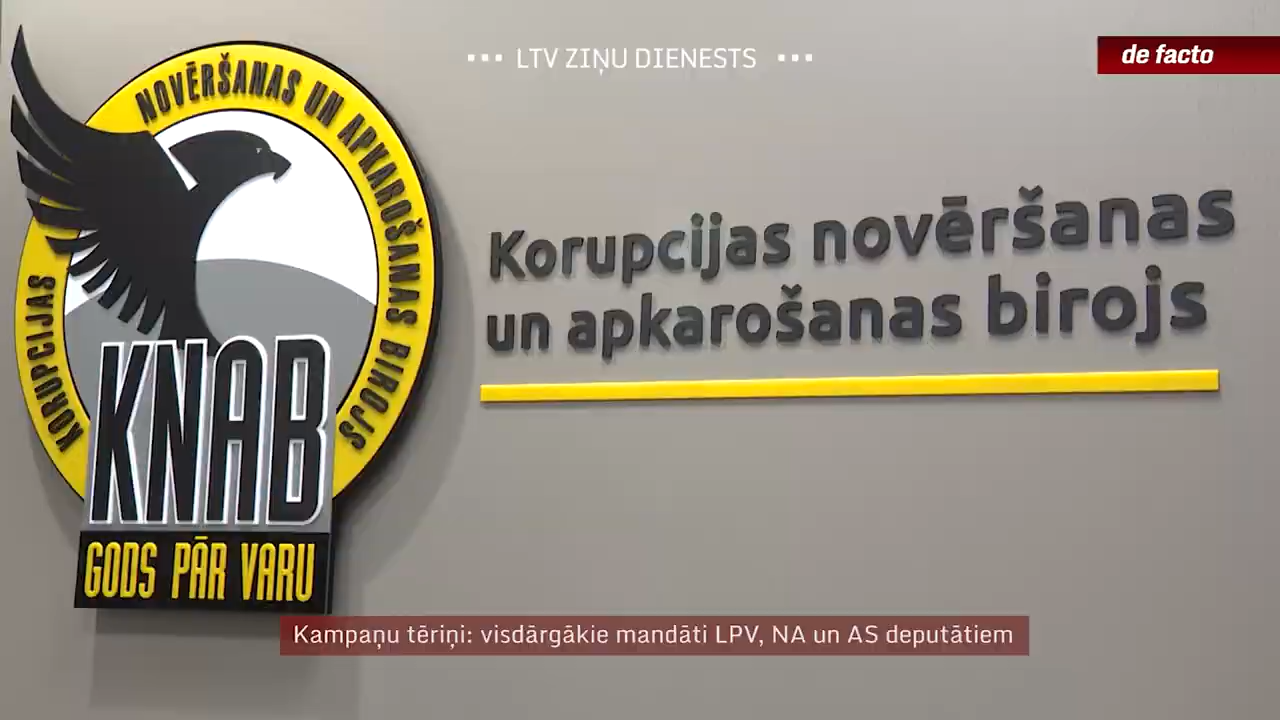 LTV ZIŅU DIENESTS
de facto
KORUPCIJAS NOVĒRŠANAS UN APKAROŠANAS BIROJS
KNAB
GODS PĀR VARU
Korupcijas novēršanas
un apkarošanas birojs
Kampaņu tēriņi: visdārgākie mandāti LPV, NA un AS deputātiem